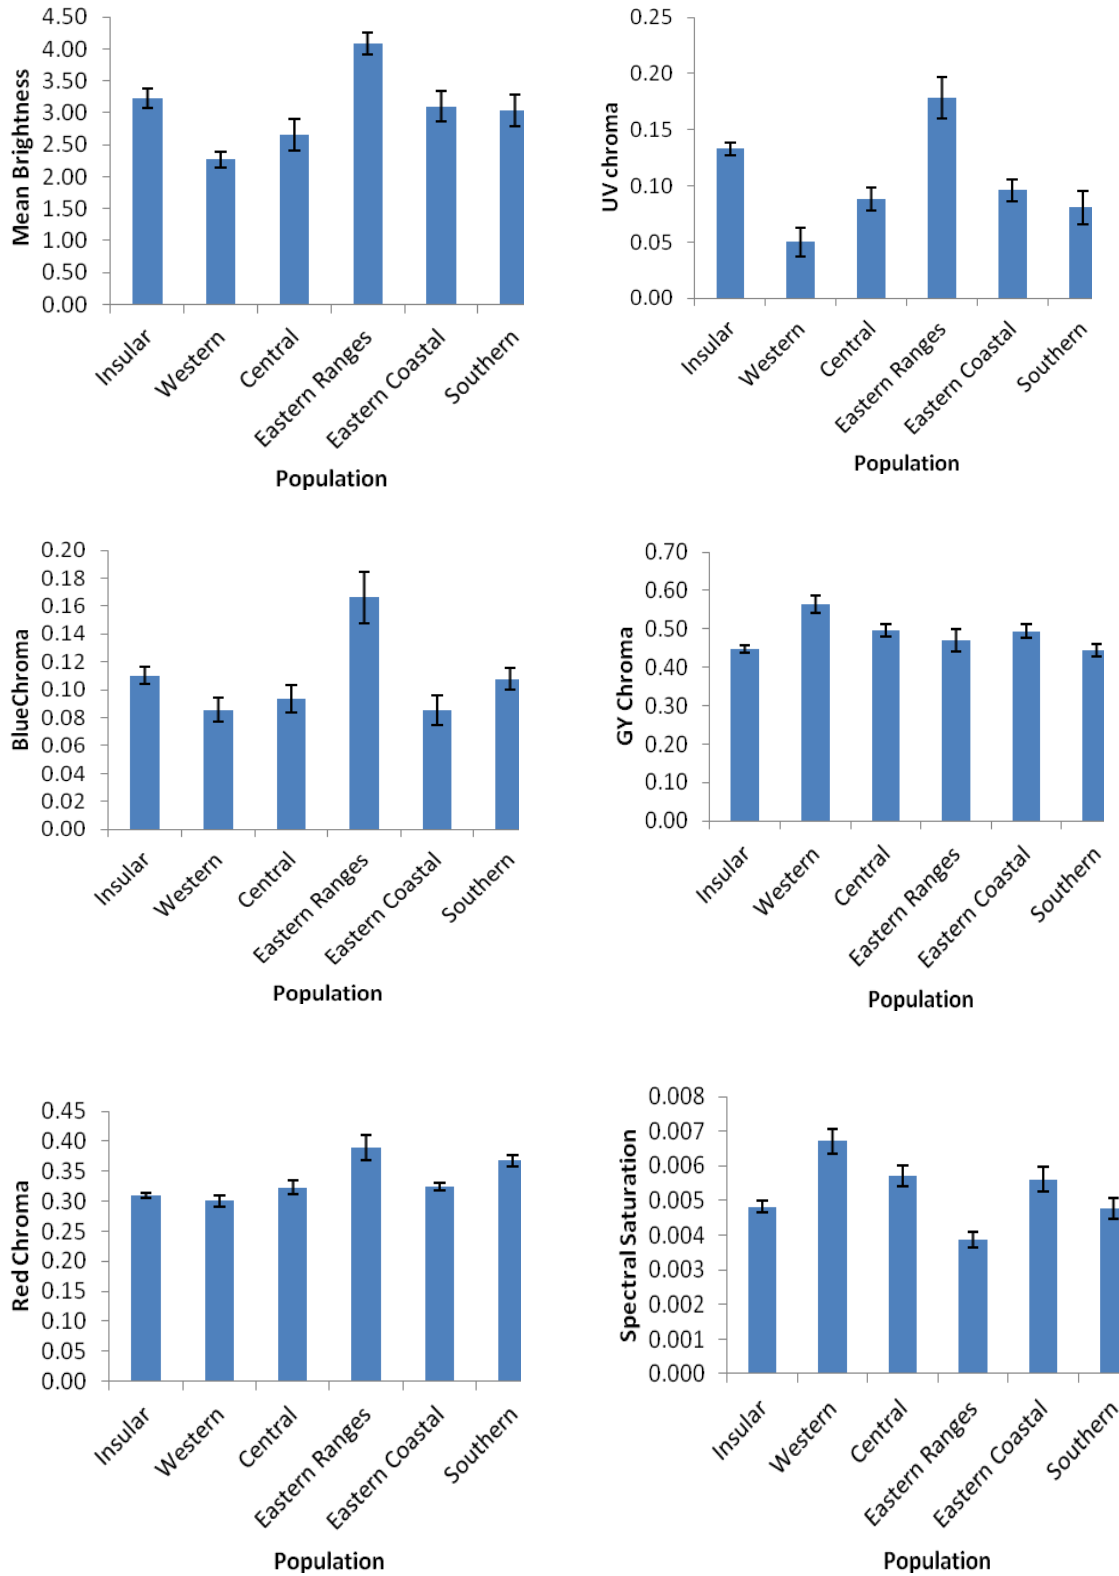 Mean Brightness
4.50
4.00
3.50
3.00
2.50
2.00
1.50
1.00
0.50
0.00
Insular
Western
Central
Eastern Ranges
Eastern Coastal
Southern
Population
UV chroma
0.25
0.20
0.15
0.10
0.05
0.00
Insular
Western
Central
Eastern Ranges
Eastern Coastal
Southern
Population
BlueChroma
0.20
0.18
0.16
0.14
0.12
0.10
0.08
0.06
0.04
0.02
0.00
Insular
Western
Central
Eastern Ranges
Eastern Coastal
Southern
Population
GY Chroma
0.70
0.60
0.50
0.40
0.30
0.20
0.10
0.00
Insular
Western
Central
Eastern Ranges
Eastern Coastal
Southern
Population
Red Chroma
0.45
0.40
0.35
0.30
0.25
0.20
0.15
0.10
0.05
0.00
Insular
Western
Central
Eastern Ranges
Eastern Coastal
Southern
Population
Spectral Saturation
0.008
0.007
0.006
0.005
0.004
0.003
0.002
0.001
0.000
Insular
Western
Central
Eastern Ranges
Eastern Coastal
Southern
Population